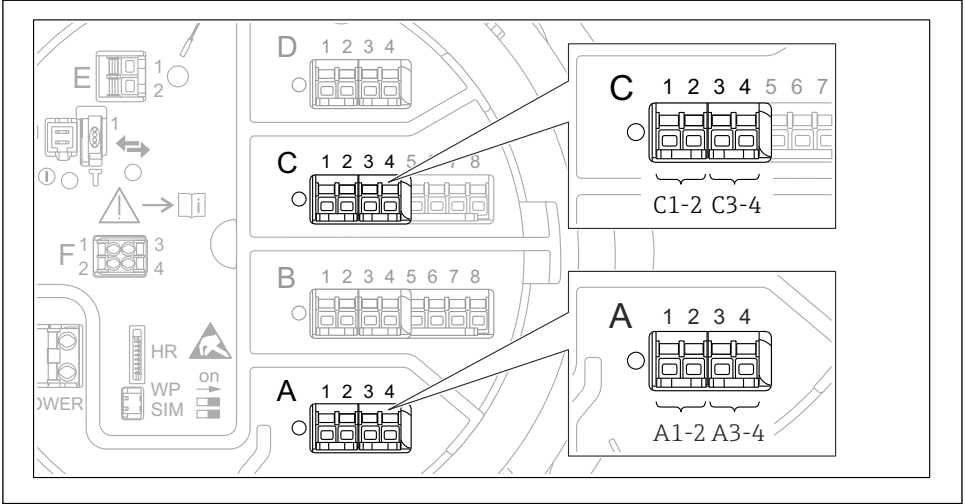 D 1 2 3 4
E 1
2
1
C 1 2 3 4 5 6 7 8
C 1 2 3 4 5 6 7
C1-2 C3-4
i
F 1 3
2 4
B 1 2 3 4 5 6 7 8
A 1 2 3 4
A1-2 A3-4
HR
WP on
SIM
OWER
A 1 2 3 4